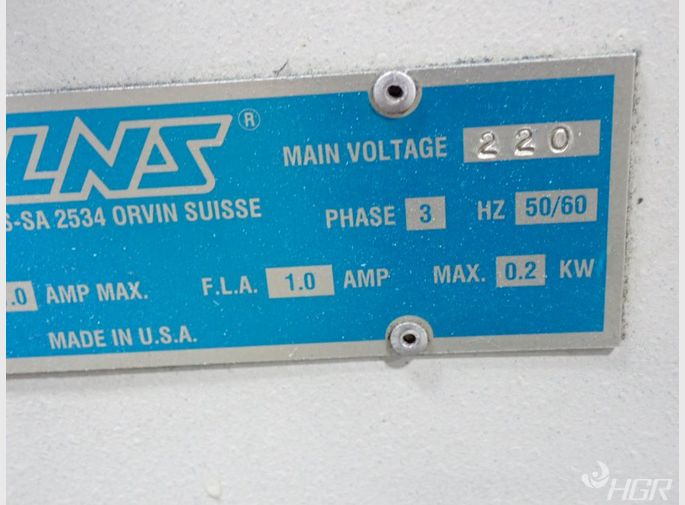 LNS®
MAIN VOLTAGE 220
S-SA 2534 ORVIN SUISSE
PHASE 3 HZ 50/60
.0 AMP MAX. F.L.A. 1.0 AMP MAX. 0.2 KW
MADE IN U.S.A.
HGR